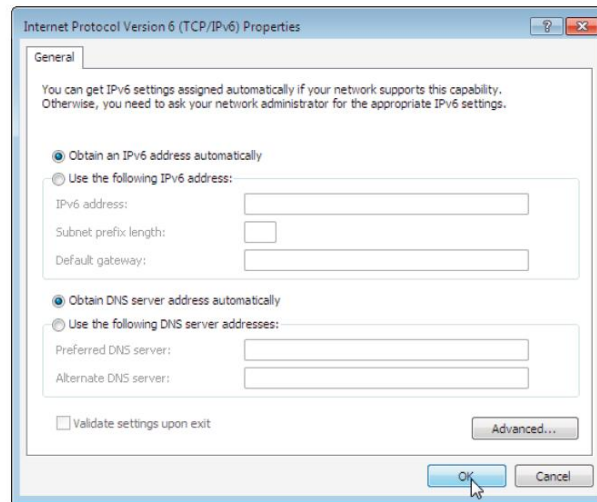 Internet Protocol Version 6 (TCP/IPv6) Properties
?
General
You can get IPv6 settings assigned automatically if your network supports this capability.
Otherwise, you need to ask your network administrator for the appropriate IPv6 settings.
Obtain an IPv6 address automatically
Use the following IPv6 address:
IPv6 address:
Subnet prefix length:
Default gateway:
Obtain DNS server address automatically
Use the following DNS server addresses:
Preferred DNS server:
Alternate DNS server:
Validate settings upon exit
Advanced...
OK
Cancel